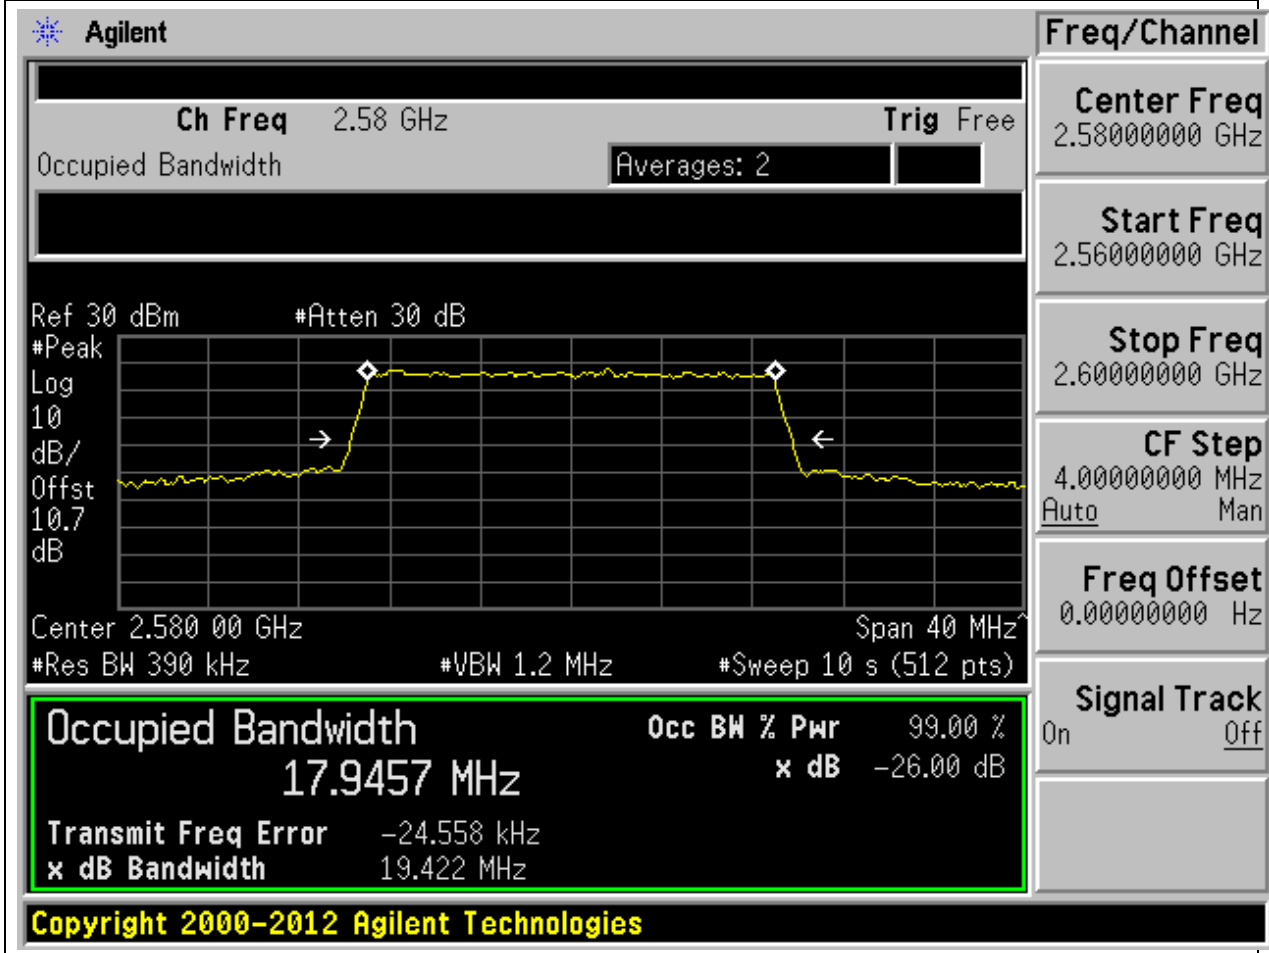 Agilent
Freq/Channel
Ch Freq 2.58 GHz Trig Free
Occupied Bandwidth Averages: 2
Ref 30 dBm #Atten 30 dB
#Peak
Log
10
dB/
Offst
10.7
dB
Center 2.580 00 GHz Span 40 MHz^
#Res BW 390 kHz #VBW 1.2 MHz #Sweep 10 s (512 pts)
Occupied Bandwidth
17.9457 MHz
Occ BW % Pwr 99.00 %
x dB -26.00 dB
Transmit Freq Error -24.558 kHz
x dB Bandwidth 19.422 MHz
Center Freq
2.58000000 GHz
Start Freq
2.56000000 GHz
Stop Freq
2.60000000 GHz
CF Step
4.00000000 MHz
Auto Man
Freq Offset
0.00000000 Hz
Signal Track
On Off
Copyright 2000-2012 Agilent Technologies